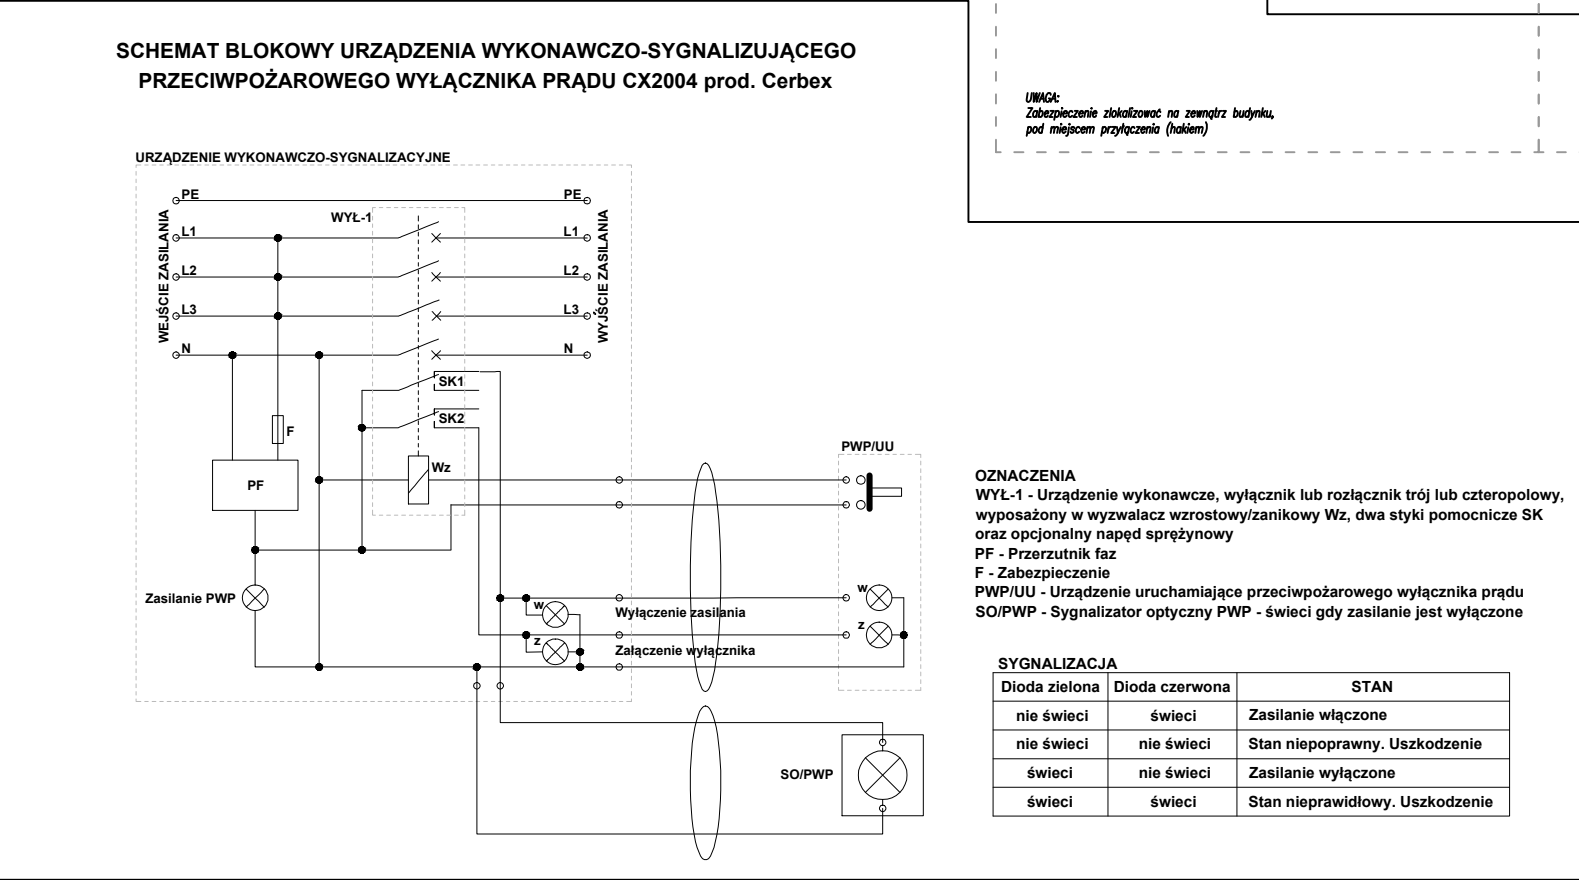 SCHEMAT BLOKOWY URZĄDZENIA WYKONAWCZO-SYGNALIZUJĄCEGO
PRZECIWPOŻAROWEGO WYŁĄCZNIKA PRĄDU CX2004 prod. Cerbex
UWAGA:
Zabezpieczenie zlokalizować na zewnątrz budynku,
pod miejscem przyłączenia (hakiem)
URZĄDZENIE WYKONAWCZO-SYGNALIZACYJNE
WEJŚCIE ZASILANIA
PE
L1
L2
L3
N
WYŁ-1
PE
L1
L2
L3
N
WYJŚCIE ZASILANIA
SK1
SK2
F
PF
Wz
Zasilanie PWP
w
Wyłączenie zasilania
z
Załączenie wyłącznika
PWP/UU
w
z
SO/PWP
OZNACZENIA
WYŁ-1 - Urządzenie wykonawcze, wyłącznik lub rozłącznik trój lub czteropolowy,
wyposażony w wyzwalacz wzrostowy/zanikowy Wz, dwa styki pomocnicze SK
oraz opcjonalny napęd sprężynowy
PF - Przerzutnik faz
F - Zabezpieczenie
PWP/UU - Urządzenie uruchamiające przeciwpożarowego wyłącznika prądu
SO/PWP - Sygnalizator optyczny PWP - świeci gdy zasilanie jest wyłączone
SYGNALIZACJA
Dioda zielona Dioda czerwona STAN
nie świeci świeci Zasilanie włączone
nie świeci nie świeci Stan niepoprawny. Uszkodzenie
świeci nie świeci Zasilanie wyłączone
świeci świeci Stan nieprawidłowy. Uszkodzenie